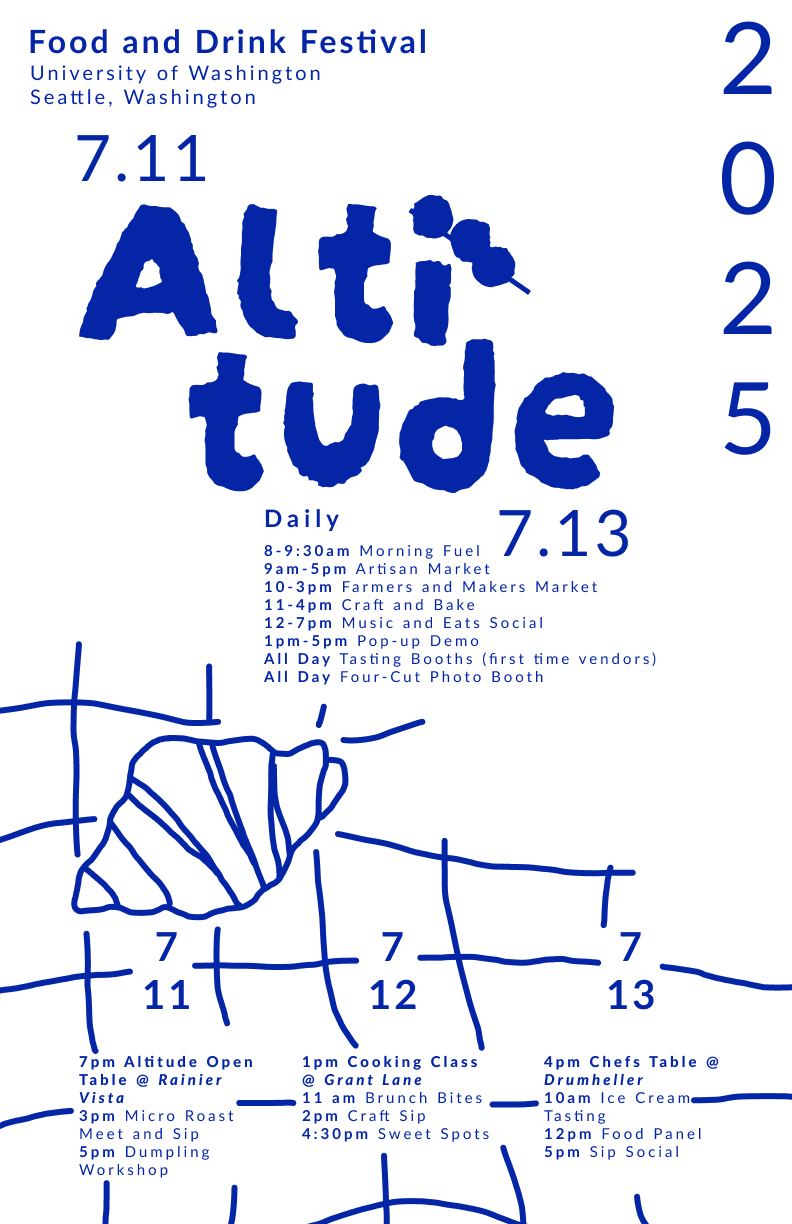 Food and Drink Festival
University of Washington
Seattle, Washington
2
0
2
5
7.11
Alti
tude
7.13
Daily
8-9:30am Morning Fuel
9am-5pm Artisan Market
10-3pm Farmers and Makers Market
11-4pm Craft and Bake
12-7pm Music and Eats Social
1pm-5pm Pop-up Demo
All Day Tasting Booths (first time vendors)
All Day Four-Cut Photo Booth
7
11
7pm Altitude Open
Table @ Rainier
Vista
3pm Micro Roast
Meet and Sip
5pm Dumpling
Workshop
7
12
1pm Cooking Class
@ Grant Lane
11 am Brunch Bites
2pm Craft Sip
4:30pm Sweet Spots
7
13
4pm Chefs Table @
Drumheller
10am Ice Cream
Tasting
12pm Food Panel
5pm Sip Social